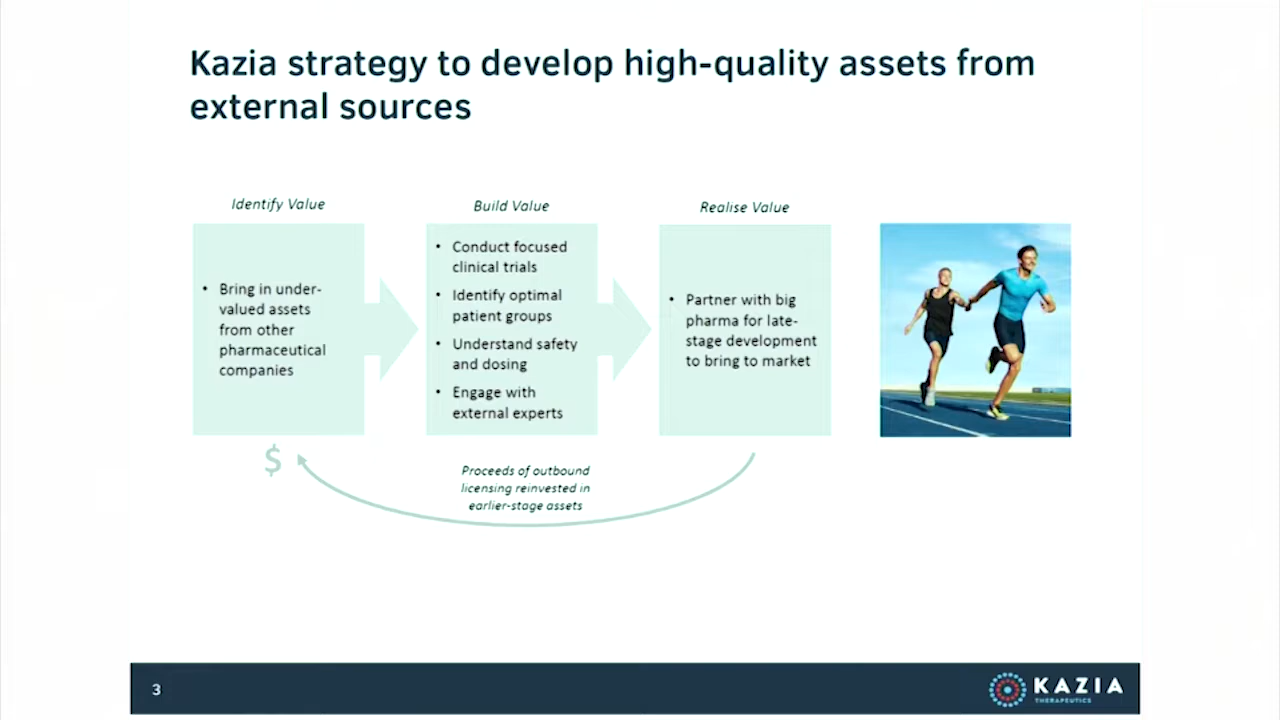 Kazia strategy to develop high-quality assets from
external sources
Identify Value
• Bring in under-
valued assets
from other
pharmaceutical
companies
Build Value
• Conduct focused
clinical trials
• Identify optimal
patient groups
• Understand safety
and dosing
• Engage with
external experts
Realise Value
• Partner with big
pharma for late-
stage development
to bring to market
$
Proceeds of outbound
licensing reinvested in
earlier-stage assets
3
KAZIA
THERAPEUTICS